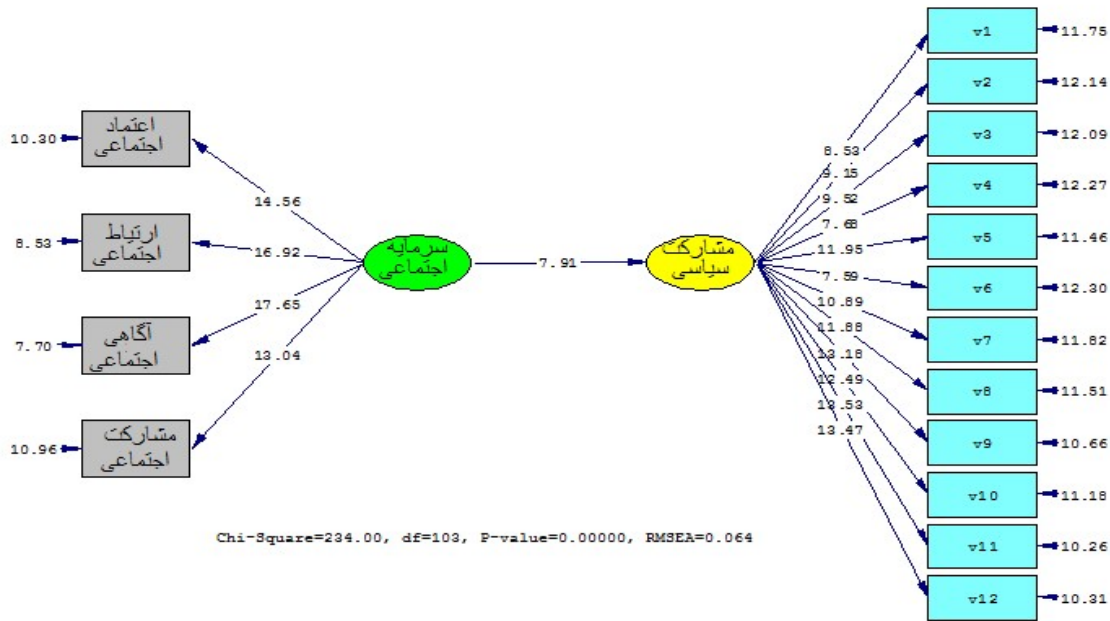 10.30
اعتماد
اجتماعی
8.53
ارتباط
اجتماعی
7.70
آگاهی
اجتماعی
10.96
مشارکت
اجتماعی
14.56
16.92
17.65
13.04
سرمایه
اجتماعی
7.91
مشارکت
سیاسی
8.53
9.15
9.52
7.68
11.95
7.59
10.89
11.88
13.18
12.49
13.53
13.47
v1 11.75
v2 12.14
v3 12.09
v4 12.27
v5 11.46
v6 12.30
v7 11.82
v8 11.51
v9 10.66
v10 11.18
v11 10.26
v12 10.31
Chi-Square=234.00, df=103, P-value=0.00000, RMSEA=0.064